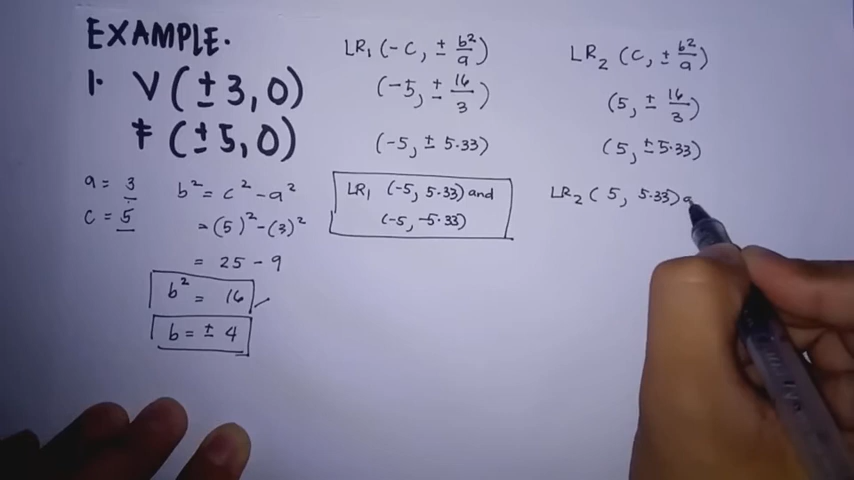 EXAMPLE.
1. V(±3,0)
F(±5,0)
a = 3
c = 5
b² = c² - a²
= (5)² - (3)²
= 25 - 9
b² = 16
b = ± 4
LR₁ (-c, ± b²/a)
(-5, ± 16/3)
(-5, ± 5.33)
LR₁ (-5, 5.33) and
(-5, -5.33)
LR₂ (c, ± b²/a)
(5, ± 16/3)
(5, ±5.33)
LR₂ (5, 5.33) a